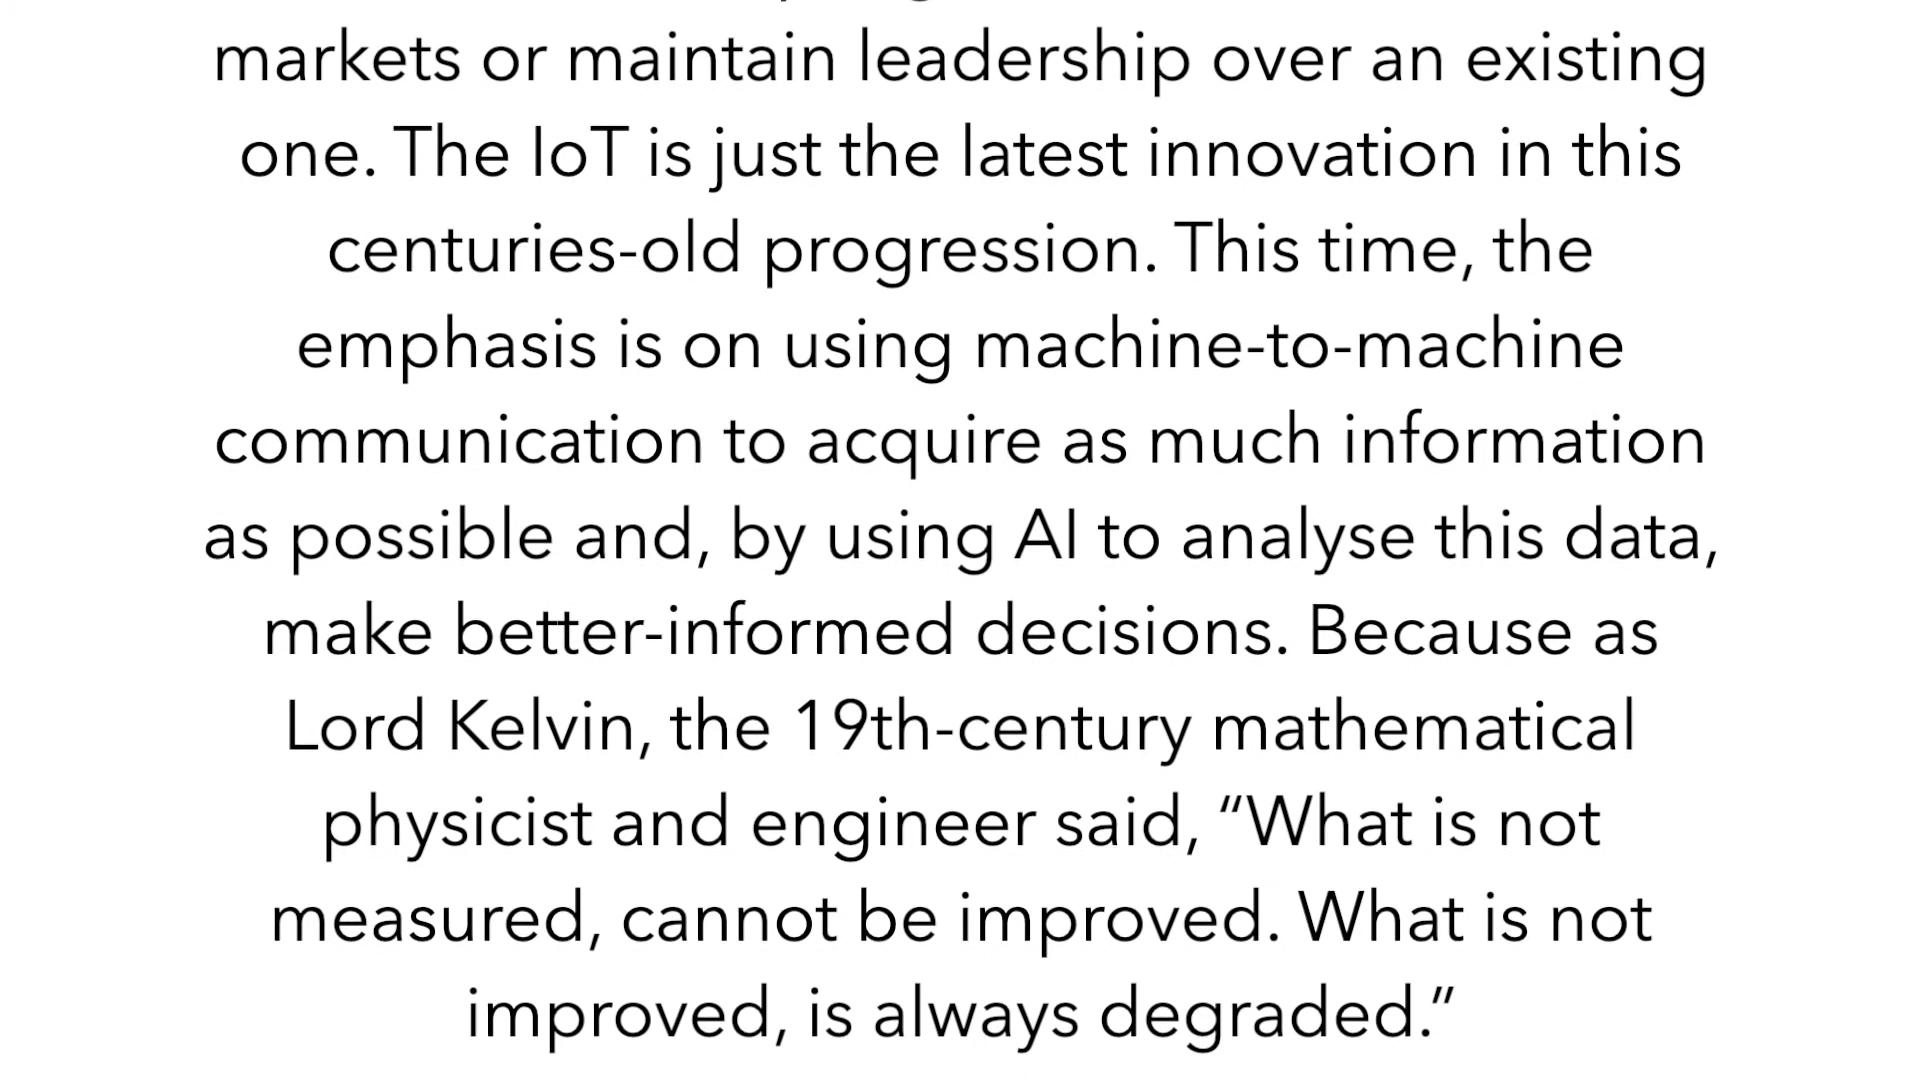 markets or maintain leadership over an existing
one. The IoT is just the latest innovation in this
centuries-old progression. This time, the
emphasis is on using machine-to-machine
communication to acquire as much information
as possible and, by using AI to analyse this data,
make better-informed decisions. Because as
Lord Kelvin, the 19th-century mathematical
physicist and engineer said, “What is not
measured, cannot be improved. What is not
improved, is always degraded.”